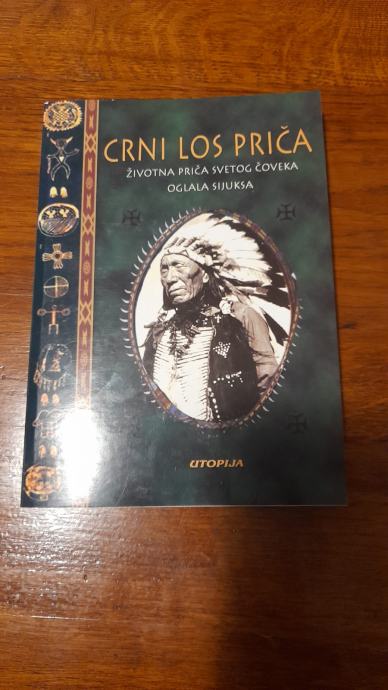 CRNI LOS PRIČA
ŽIVOTNA PRIČA SVETOG ČOVEKA
OGLALA SIJUKSA
UTOPIJA